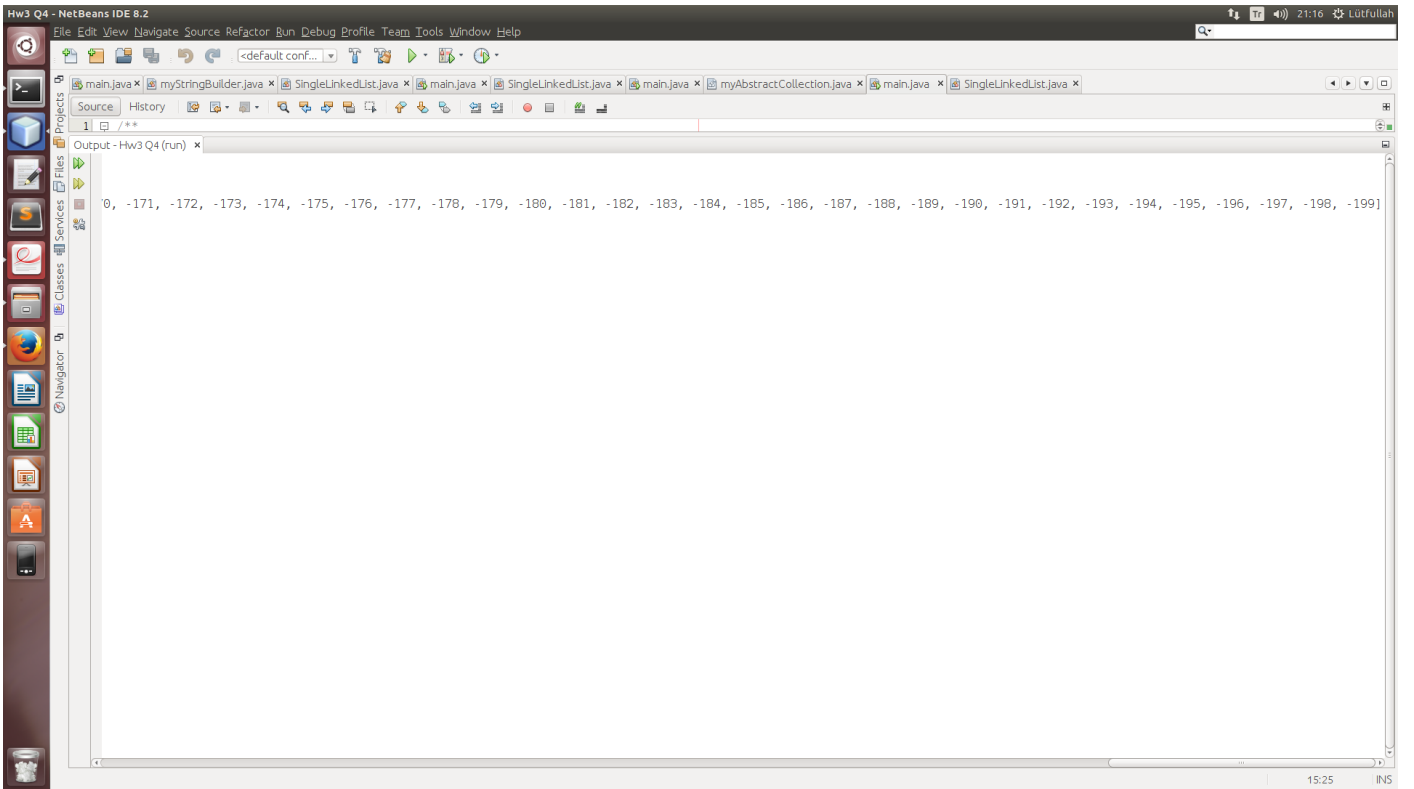 Hw3 Q4 - NetBeans IDE 8.2
Tr 21:16 Lütfullah
File Edit View Navigate Source Refactor Run Debug Profile Team Tools Window Help
<default conf...
main.java myStringBuilder.java SingleLinkedList.java main.java SingleLinkedList.java main.java myAbstractCollection.java main.java SingleLinkedList.java
Source History
1 /**
Output - Hw3 Q4 (run)
0, -171, -172, -173, -174, -175, -176, -177, -178, -179, -180, -181, -182, -183, -184, -185, -186, -187, -188, -189, -190, -191, -192, -193, -194, -195, -196, -197, -198, -199]
Projects
Files
Services
Classes
Navigator
15:25 INS